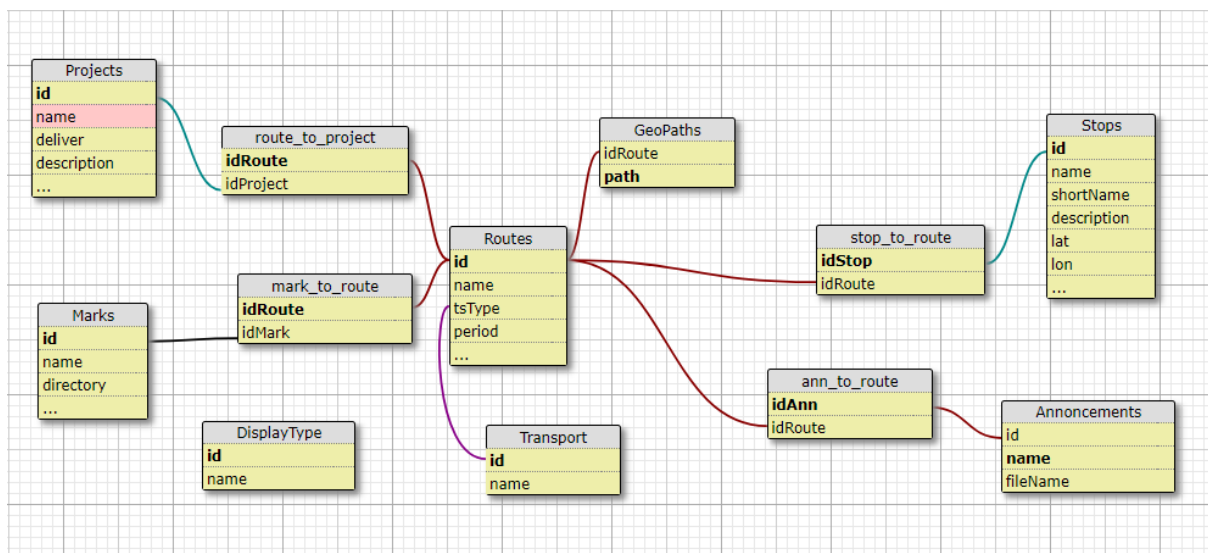 Projects
id
name
deliver
description
...
route_to_project
idRoute
idProject
GeoPaths
idRoute
path
Stops
id
name
shortName
description
lat
lon
...
Routes
id
name
tsType
period
...
stop_to_route
idStop
idRoute
mark_to_route
idRoute
idMark
Marks
id
name
directory
...
ann_to_route
idAnn
idRoute
Annoncements
id
name
fileName
DisplayType
id
name
Transport
id
name